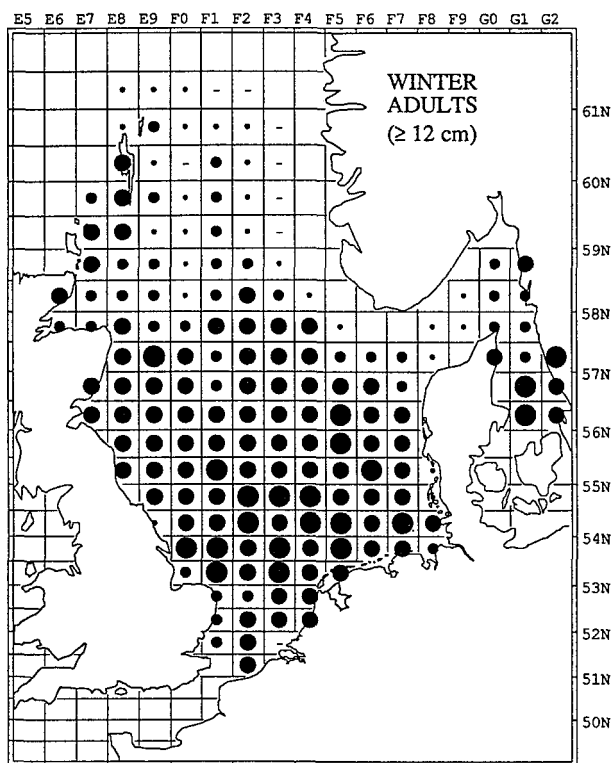 E5 E6 E7 E8 E9 F0 F1 F2 F3 F4 F5 F6 F7 F8 F9 G0 G1 G2
WINTER
ADULTS
(≥ 12 cm)
61N
60N
59N
58N
57N
56N
55N
54N
53N
52N
51N
50N